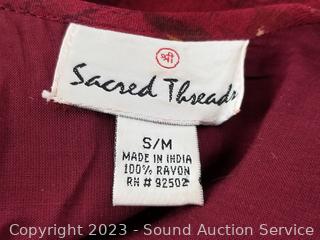 श्री
Sacred Threads
S/M
MADE IN INDIA
100% RAYON
RN # 92502
Copyright 2023 - Sound Auction Service